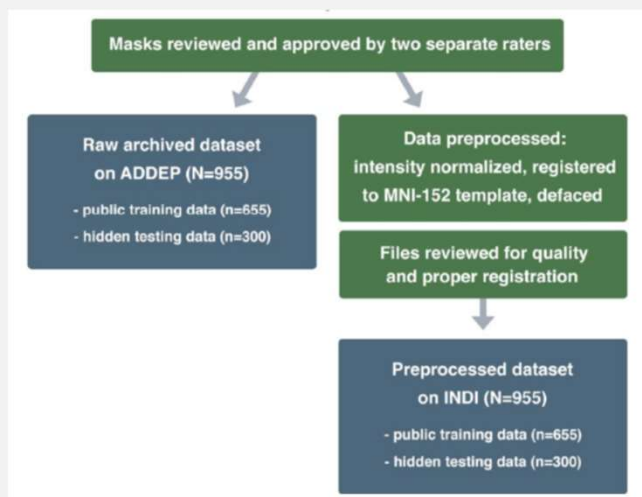 Masks reviewed and approved by two separate raters
Raw archived dataset
on ADDEP (N=955)
- public training data (n=655)
- hidden testing data (n=300)
Data preprocessed:
intensity normalized, registered
to MNI-152 template, defaced
Files reviewed for quality
and proper registration
Preprocessed dataset
on INDI (N=955)
- public training data (n=655)
- hidden testing data (n=300)